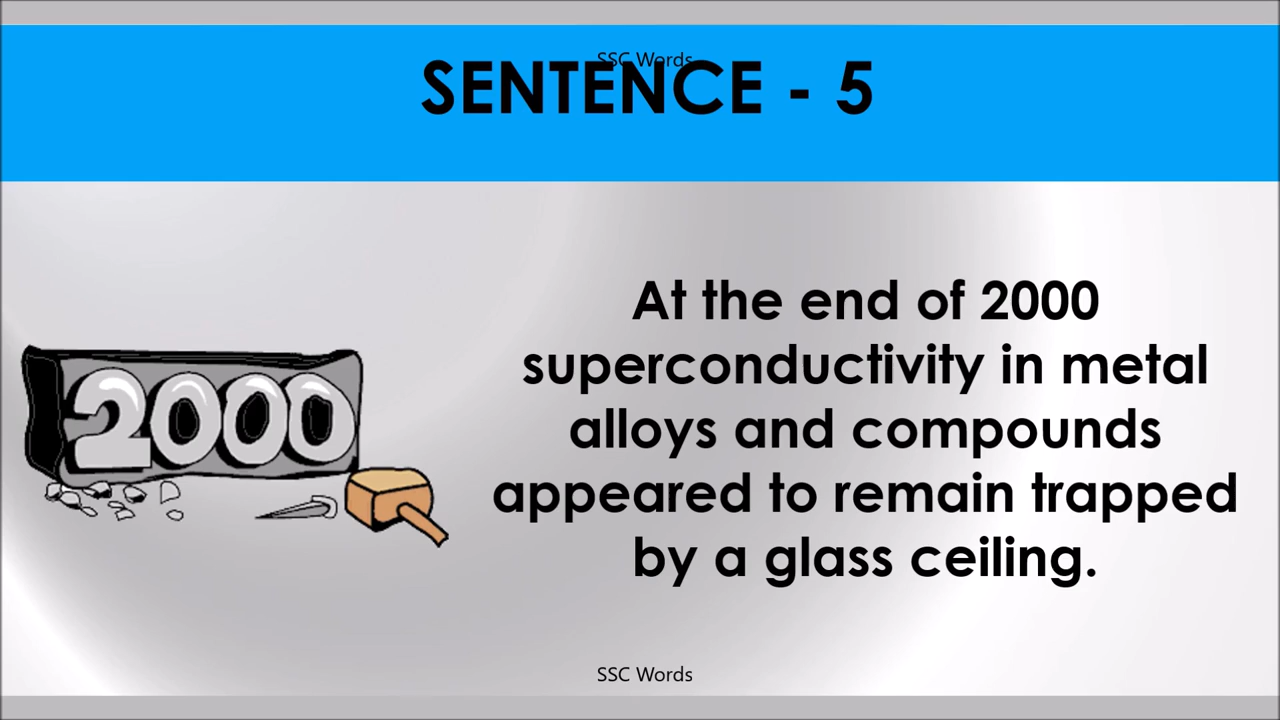 SSC Words
SENTENCE - 5
2000
At the end of 2000
superconductivity in metal
alloys and compounds
appeared to remain trapped
by a glass ceiling.
SSC Words